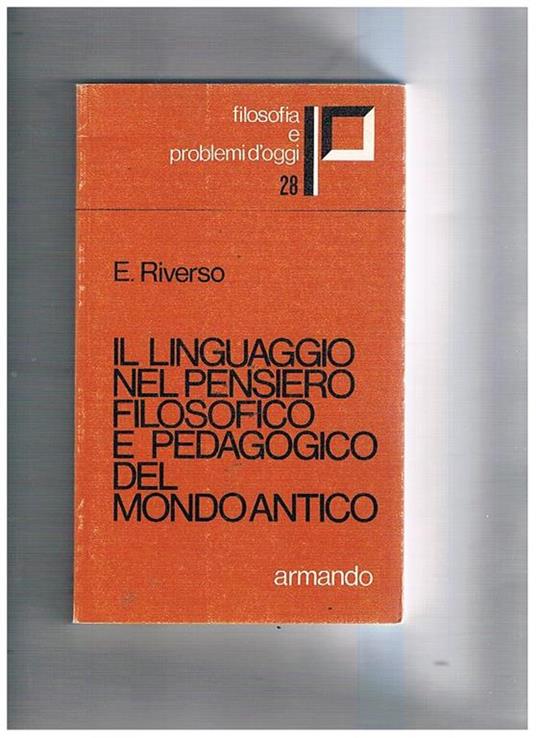 filosofia
e
problemi d'oggi
28
E. Riverso
IL LINGUAGGIO
NEL PENSIERO
FILOSOFICO
E PEDAGOGICO
DEL
MONDO ANTICO
armando